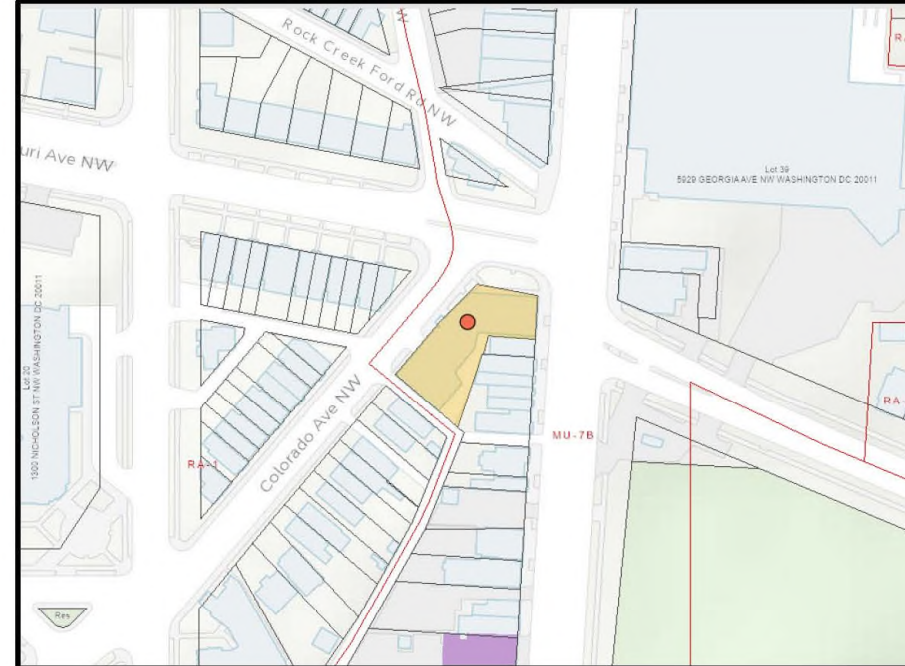 W
Rock Creek Ford Rd NW
R
uri Ave NW
Lot 39
5929 GEORGIA AVE NW WASHINGTON DC 20011
Lot 20
1300 NICHOLSON ST NW WASHINGTON DC 20011
Colorado Ave NW
RA-1
MU-7B
RA-
Res